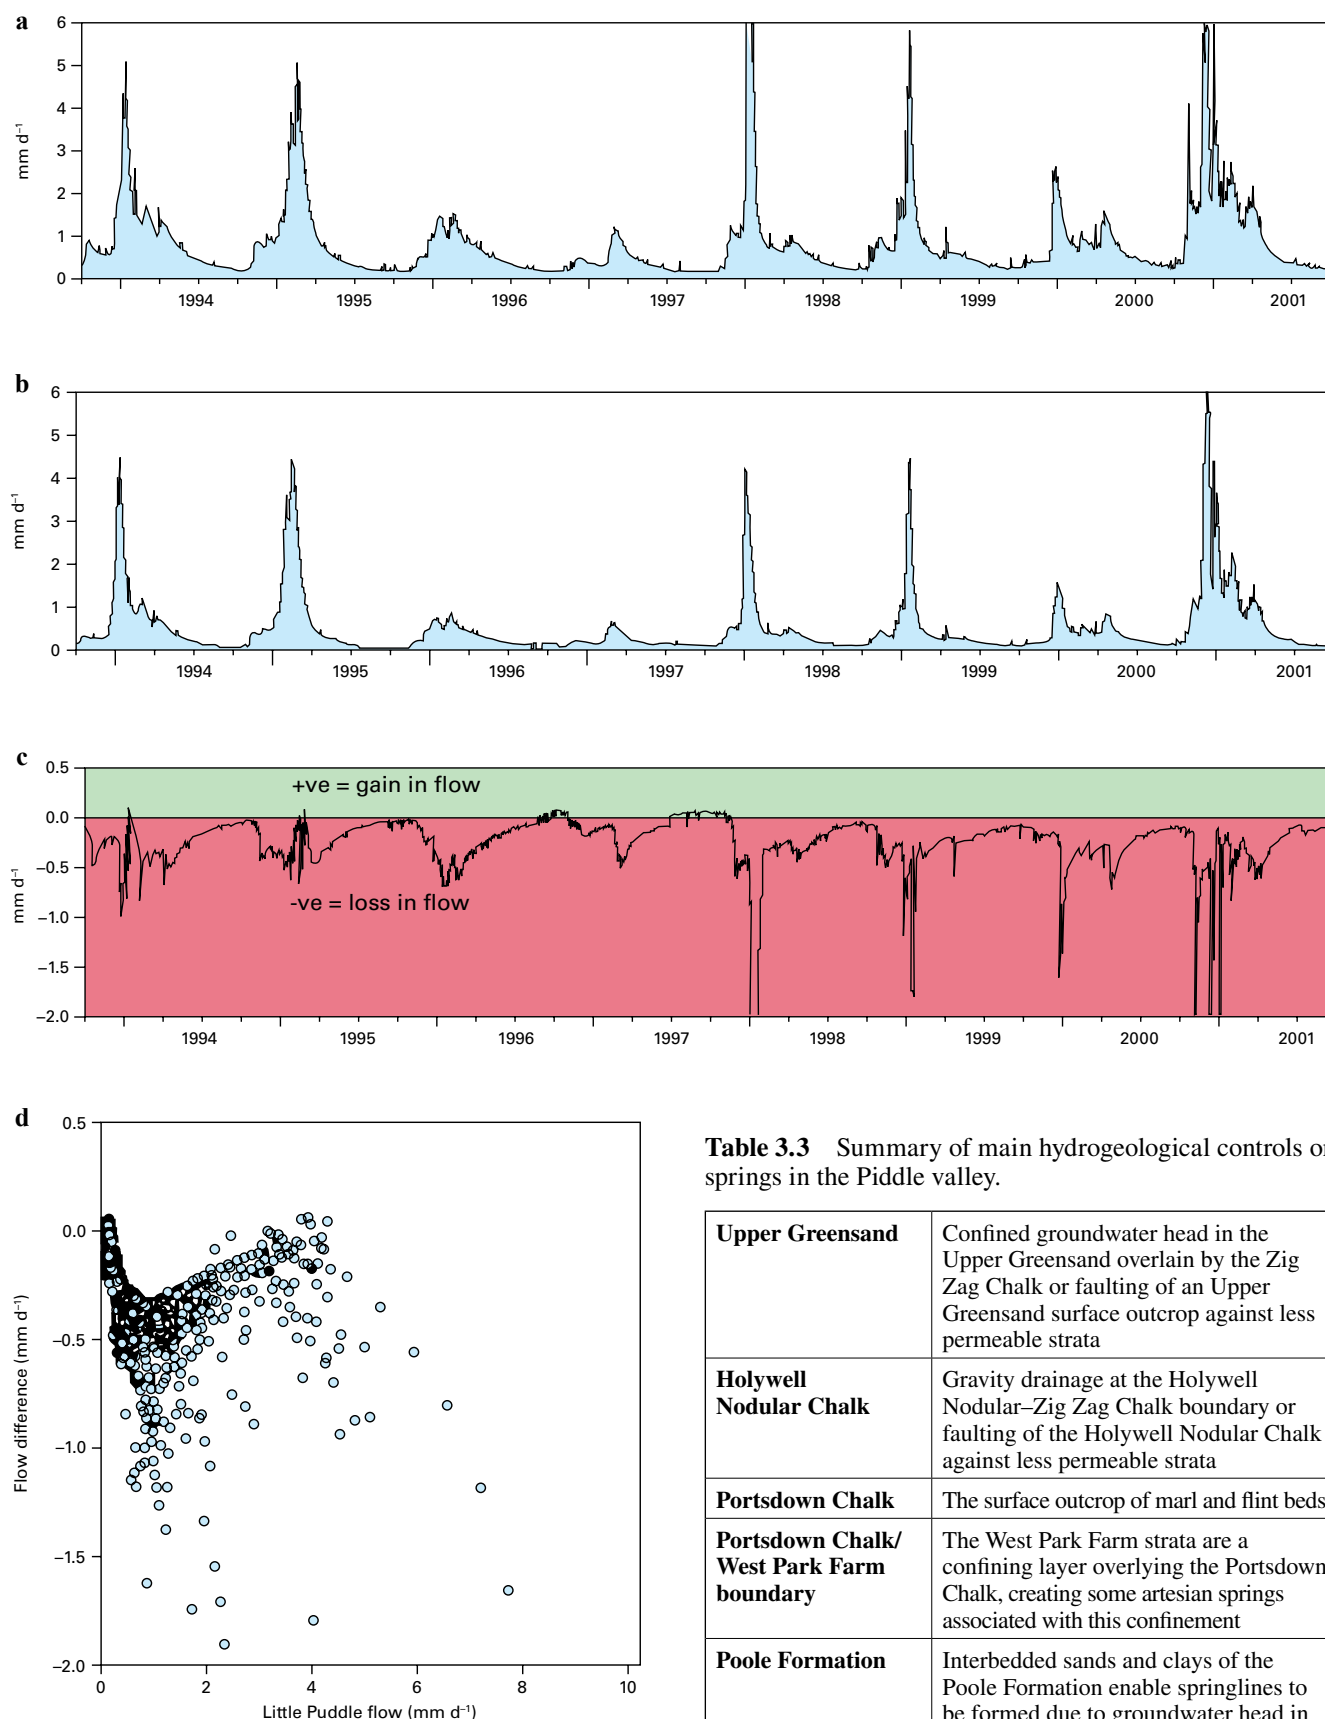 a
6
5
4
3
2
1
0
mm d⁻¹
1994 1995 1996 1997 1998 1999 2000 2001
b
6
5
4
3
2
1
0
mm d⁻¹
1994 1995 1996 1997 1998 1999 2000 2001
c
0.5
0.0
−0.5
−1.0
−1.5
−2.0
mm d⁻¹
+ve = gain in flow
-ve = loss in flow
1994 1995 1996 1997 1998 1999 2000 2001
d
0.5
0.0
−0.5
−1.0
−1.5
−2.0
Flow difference (mm d⁻¹)
0 2 4 6 8 10
Little Puddle flow (mm d⁻¹)
Table 3.3 Summary of main hydrogeological controls
springs in the Piddle valley.
Upper Greensand
Confined groundwater head in the
Upper Greensand overlain by the Zig
Zag Chalk or faulting of an Upper
Greensand surface outcrop against less
permeable strata
Holywell
Nodular Chalk
Gravity drainage at the Holywell
Nodular–Zig Zag Chalk boundary or
faulting of the Holywell Nodular Chalk
against less permeable strata
Portsdown Chalk
The surface outcrop of marl and flint beds
Portsdown Chalk/
West Park Farm
boundary
The West Park Farm strata are a
confining layer overlying the Portsdown
Chalk, creating some artesian springs
associated with this confinement
Poole Formation
Interbedded sands and clays of the
Poole Formation enable springlines to
be formed due to groundwater head in